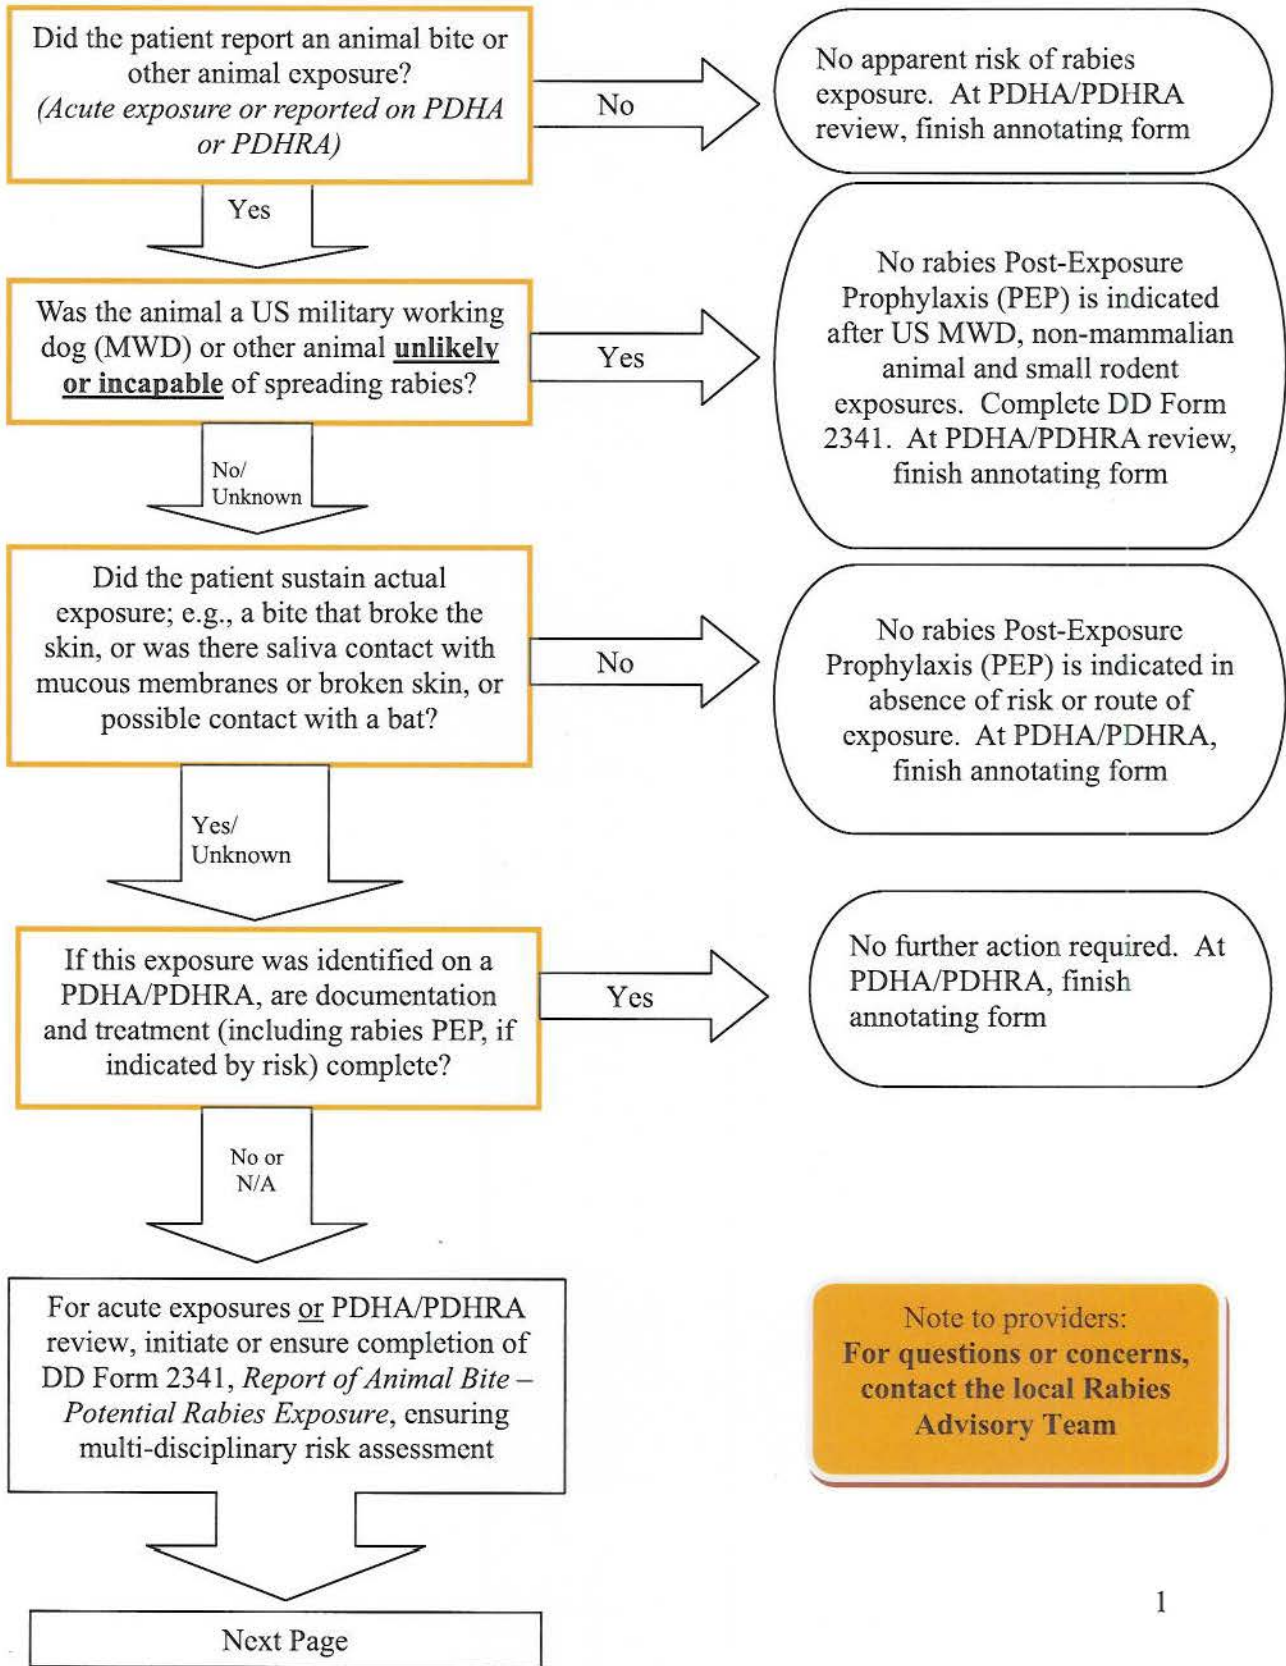 Did the patient report an animal bite or
other animal exposure?
(Acute exposure or reported on PDHA
or PDHRA)
No
No apparent risk of rabies
exposure. At PDHA/PDHRA
review, finish annotating form
Yes
Was the animal a US military working
dog (MWD) or other animal unlikely
or incapable of spreading rabies?
Yes
No rabies Post-Exposure
Prophylaxis (PEP) is indicated
after US MWD, non-mammalian
animal and small rodent
exposures. Complete DD Form
2341. At PDHA/PDHRA review,
finish annotating form
No/
Unknown
Did the patient sustain actual
exposure; e.g., a bite that broke the
skin, or was there saliva contact with
mucous membranes or broken skin, or
possible contact with a bat?
No
No rabies Post-Exposure
Prophylaxis (PEP) is indicated in
absence of risk or route of
exposure. At PDHA/PDHRA,
finish annotating form
Yes/
Unknown
If this exposure was identified on a
PDHA/PDHRA, are documentation
and treatment (including rabies PEP, if
indicated by risk) complete?
Yes
No further action required. At
PDHA/PDHRA, finish
annotating form
No or
N/A
For acute exposures or PDHA/PDHRA
review, initiate or ensure completion of
DD Form 2341, Report of Animal Bite –
Potential Rabies Exposure, ensuring
multi-disciplinary risk assessment
Note to providers:
For questions or concerns,
contact the local Rabies
Advisory Team
Next Page
1